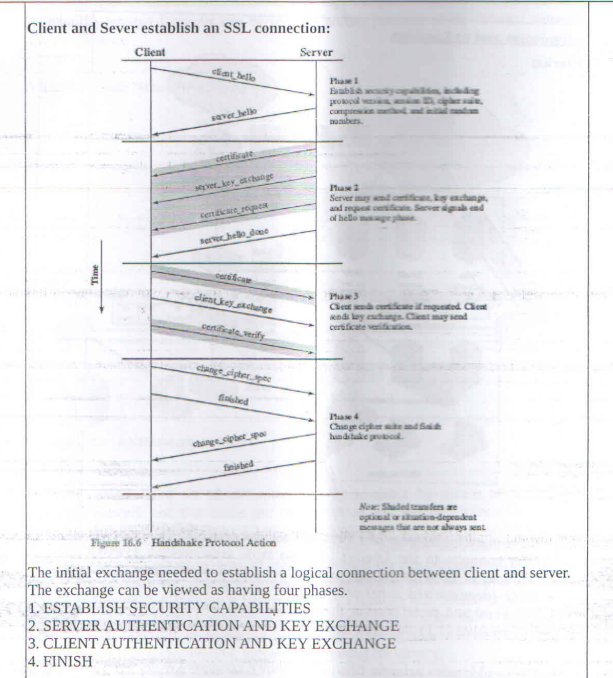 Client and Sever establish an SSL connection:
Client
Server
client_hello
server_hello
Phase 1
Establish security capabilities, including
protocol version, session ID, cipher suite,
compression method, and initial random
numbers.
certificate
server_key_exchange
certificate_request
server_hello_done
Phase 2
Server may send certificate, key exchange,
and request certificate. Server signals end
of hello message phase.
Time
certificate
client_key_exchange
certificate_verify
Phase 3
Client sends certificate if requested. Client
sends key exchange. Client may send
certificate verification.
change_cipher_spec
finished
change_cipher_spec
finished
Phase 4
Change cipher suite and finish
handshake protocol.
Note: Shaded transfers are
optional or situation-dependent
messages that are not always sent.
Figure 16.6 Handshake Protocol Action
The initial exchange needed to establish a logical connection between client and server.
The exchange can be viewed as having four phases.
1. ESTABLISH SECURITY CAPABILITIES
2. SERVER AUTHENTICATION AND KEY EXCHANGE
3. CLIENT AUTHENTICATION AND KEY EXCHANGE
4. FINISH